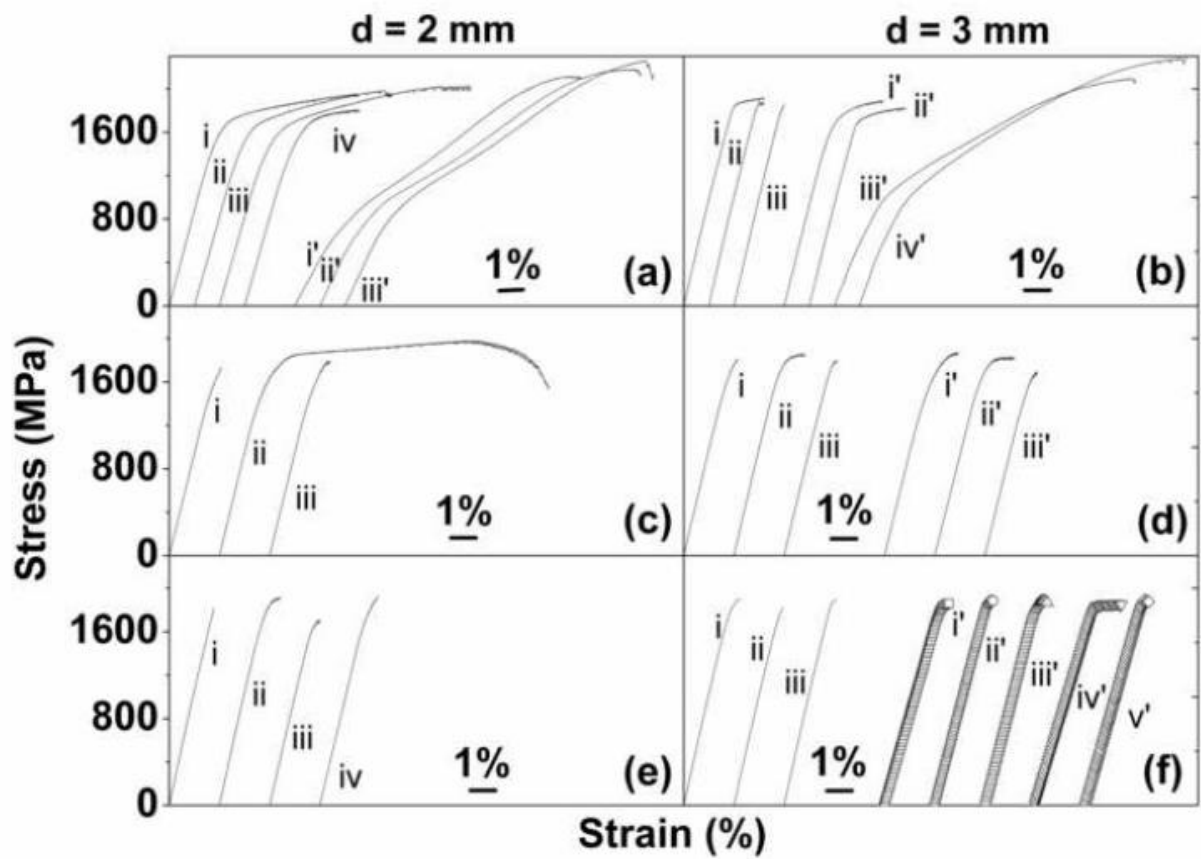 d = 2 mm
d = 3 mm
Stress (MPa)
1600
800
0
i
ii
iii
iv
i'
ii'
iii'
1%
(a)
i
ii
iii
i'
ii'
iii'
iv'
1%
(b)
1600
800
0
i
ii
iii
1%
(c)
i
ii
iii
i'
ii'
iii'
1%
(d)
1600
800
0
i
ii
iii
iv
1%
(e)
i
ii
iii
i'
ii'
iii'
iv'
v'
1%
(f)
Strain (%)